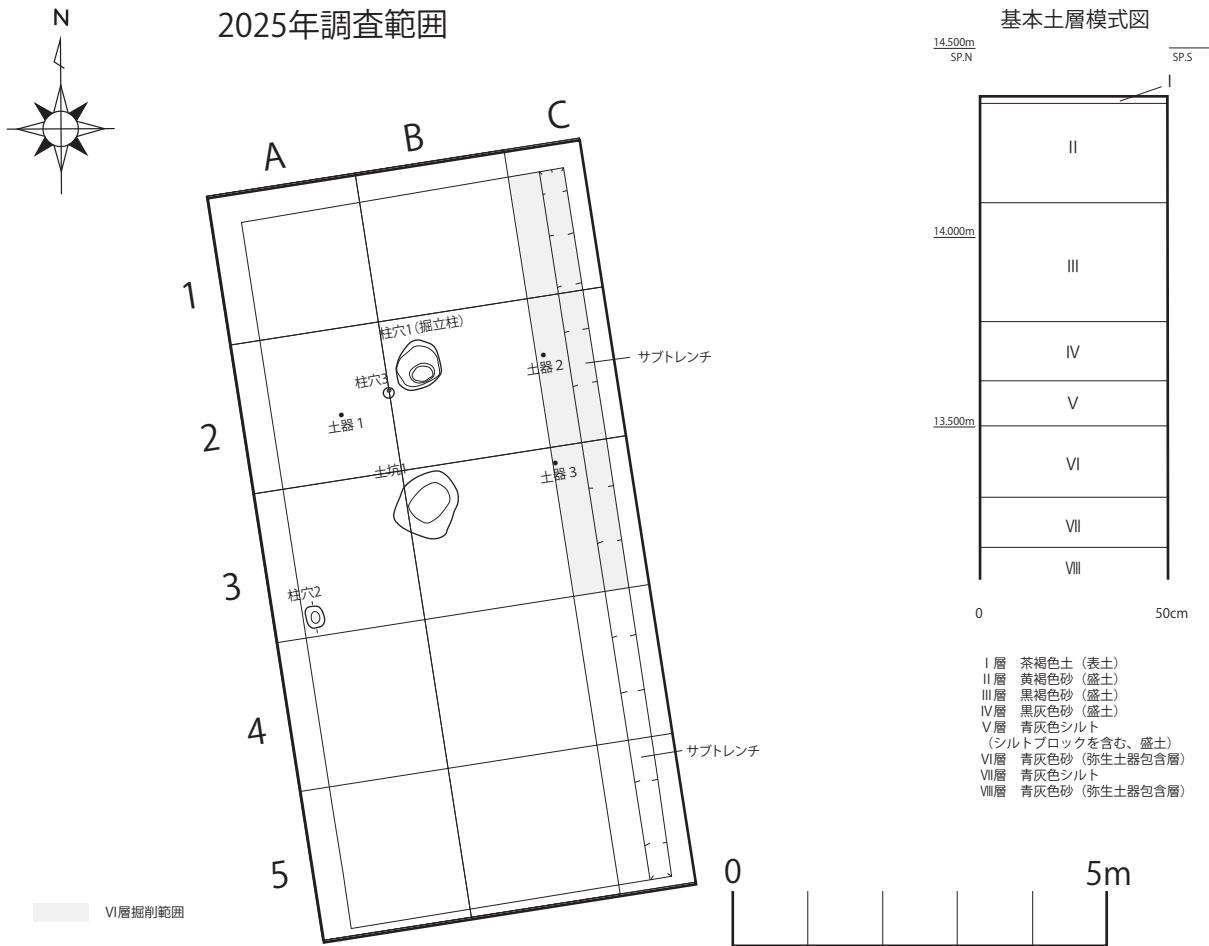 N
2025年調査範囲
A
B
C
1
2
3
4
5
柱穴1(掘立柱)
柱穴3
土器 1
土器 2
サブトレンチ
土坑1
土器 3
柱穴2
サブトレンチ
VI層掘削範囲
0
5m
基本土層模式図
14.500m
SP.N
SP.S
I
II
14.000m
III
IV
V
13.500m
VI
VII
VIII
0
50cm
I層 茶褐色土(表土)
II層 黄褐色砂(盛土)
III層 黒褐色砂(盛土)
IV層 黒灰色砂(盛土)
V層 青灰色シルト
(シルトブロックを含む、盛土)
VI層 青灰色砂(弥生土器包含層)
VII層 青灰色シルト
VIII層 青灰色砂(弥生土器包含層)